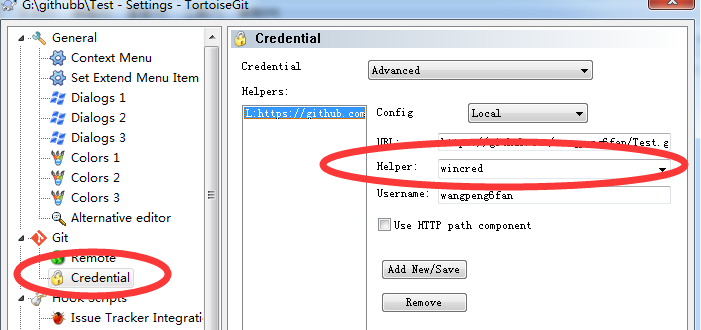 G:\githubb\Test - Settings - TortoiseGit
General
Context Menu
Set Extend Menu Item
Dialogs 1
Dialogs 2
Dialogs 3
Colors 1
Colors 2
Colors 3
Alternative editor
Git
Remote
Credential
Hook Scripts
Issue Tracker Integrati
Credential
Credential
Advanced
Helpers:
L:https://github.com
Config
Local
URL:
Test.g
Helper:
wincred
Username:
wangpeng6fan
Use HTTP path component
Add New/Save
Remove